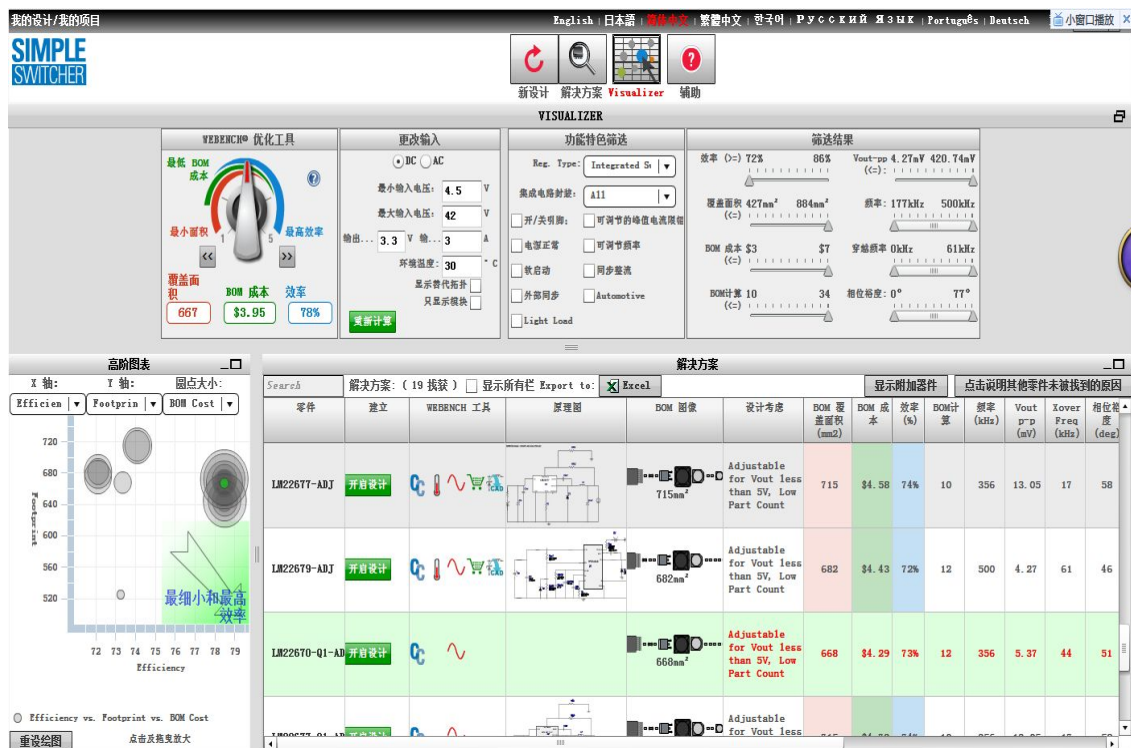 我的设计/我的项目
English | 日本語 | 简体中文 | 繁體中文 | 한국어 | Русский Язык | Português | Deutsch
小窗口播放 X
SIMPLE
SWITCHER
新设计 解决方案 Visualizer 辅助
VISUALIZER
WEBENCH® 优化工具
最低 BOM
成本
最小面积
1 5
最高效率
<< >>
覆盖面
积
BOM 成本 效率
667 $3.95 78%
更改输入
DC AC
最小输入电压: 4.5 V
最大输入电压: 42 V
输出... 3.3 V 输... 3 A
环境温度: 30 ° C
显示替代拓扑
只显示模块
重新计算
功能特色筛选
Reg. Type: Integrated S
集成电路封装: All
开/关引脚: 可调节的峰值电流限制
电源正常 可调节频率
软启动 同步整流
外部同步 Automotive
Light Load
筛选结果
效率 (>=) 72% 86% Vout-pp 4.27mV 420.74mV
(<=):
覆盖面积 427mm² 884mm² 频率: 177kHz 500kHz
(<=)
BOM 成本 $3 $7 穿越频率 0kHz 61kHz
(<=)
BOM计算 10 34 相位裕度: 0° 77°
(<=)
高阶图表
X 轴: Y 轴: 圆点大小:
Efficien Footprin BOM Cost
720
680
640
600
560
520
Footprint
最细小和最高
效率
72 73 74 75 76 77 78 79
Efficiency
Efficiency vs. Footprint vs. BOM Cost
重设绘图 点击及拖曳放大
解决方案
Search 解决方案: ( 19 找获 ) 显示所有栏 Export to: Excel 显示附加器件 点击说明其他零件未被找到的原因
零件 建立 WEBENCH 工具 原理图 BOM 图像 设计考虑 BOM 覆盖面积 (mm2) BOM 成本 效率 (%) BOM计算 频率 (kHz) Vout p-p (mV) Xover Freq (kHz) 相位裕度 (deg)
LM22677-ADJ 开启设计 715mm² Adjustable for Vout less than 5V, Low Part Count 715 $4.58 74% 10 356 13.05 17 58
LM22679-ADJ 开启设计 682mm² Adjustable for Vout less than 5V, Low Part Count 682 $4.43 72% 12 500 4.27 61 46
LM22670-Q1-AD 开启设计 668mm² Adjustable for Vout less than 5V, Low Part Count 668 $4.29 73% 12 356 5.37 44 51
Adjustable
for Vout less